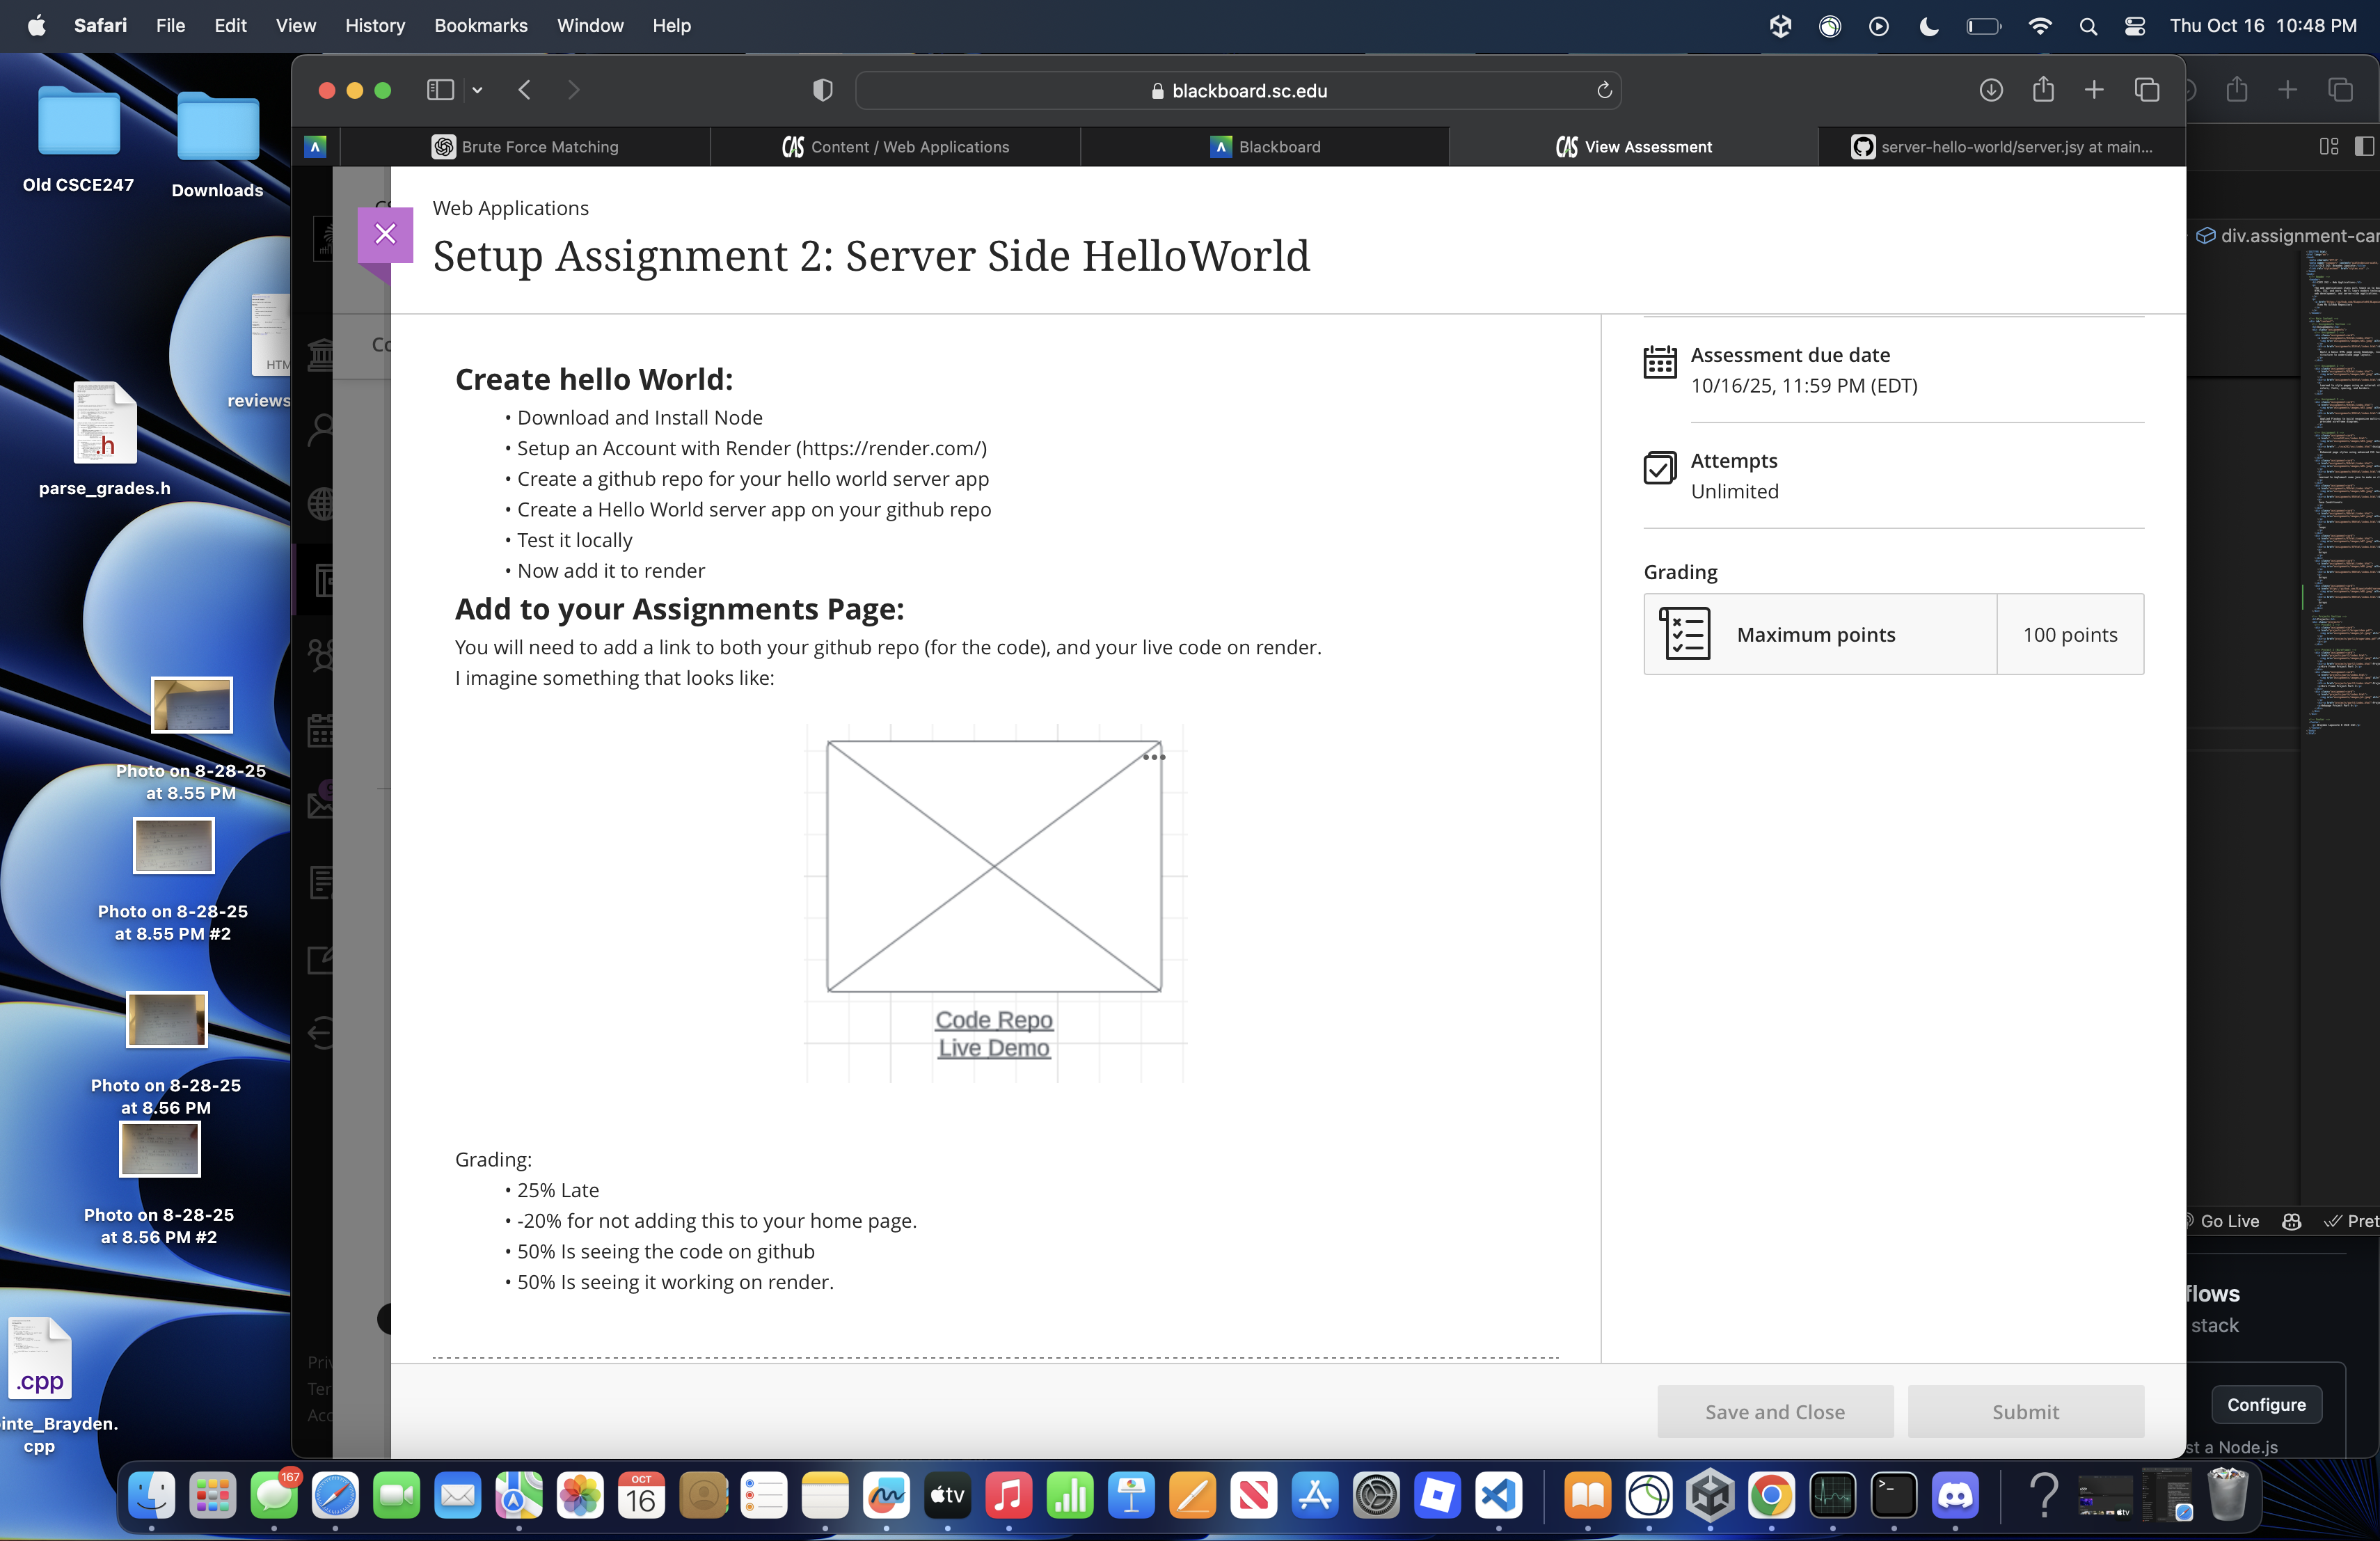 Safari File Edit View History Bookmarks Window Help
Thu Oct 16 10:48 PM
blackboard.sc.edu
Brute Force Matching
CAS Content / Web Applications
Blackboard
CAS View Assessment
server-hello-world/server.jsy at main...
Old CSCE247
Downloads
HTM
reviews
.h
parse_grades.h
Photo on 8-28-25
at 8.55 PM
Photo on 8-28-25
at 8.55 PM #2
Photo on 8-28-25
at 8.56 PM
Photo on 8-28-25
at 8.56 PM #2
.cpp
inte_Brayden.
cpp
Web Applications
Setup Assignment 2: Server Side HelloWorld
Create hello World:
• Download and Install Node
• Setup an Account with Render (https://render.com/)
• Create a github repo for your hello world server app
• Create a Hello World server app on your github repo
• Test it locally
• Now add it to render
Add to your Assignments Page:
You will need to add a link to both your github repo (for the code), and your live code on render.
I imagine something that looks like:
Code Repo
Live Demo
Grading:
• 25% Late
• -20% for not adding this to your home page.
• 50% Is seeing the code on github
• 50% Is seeing it working on render.
Assessment due date
10/16/25, 11:59 PM (EDT)
Attempts
Unlimited
Grading
Maximum points
100 points
Save and Close
Submit
div.assignment-car
Go Live
Pret
flows
stack
Configure
st a Node.js
167
OCT
16
tv